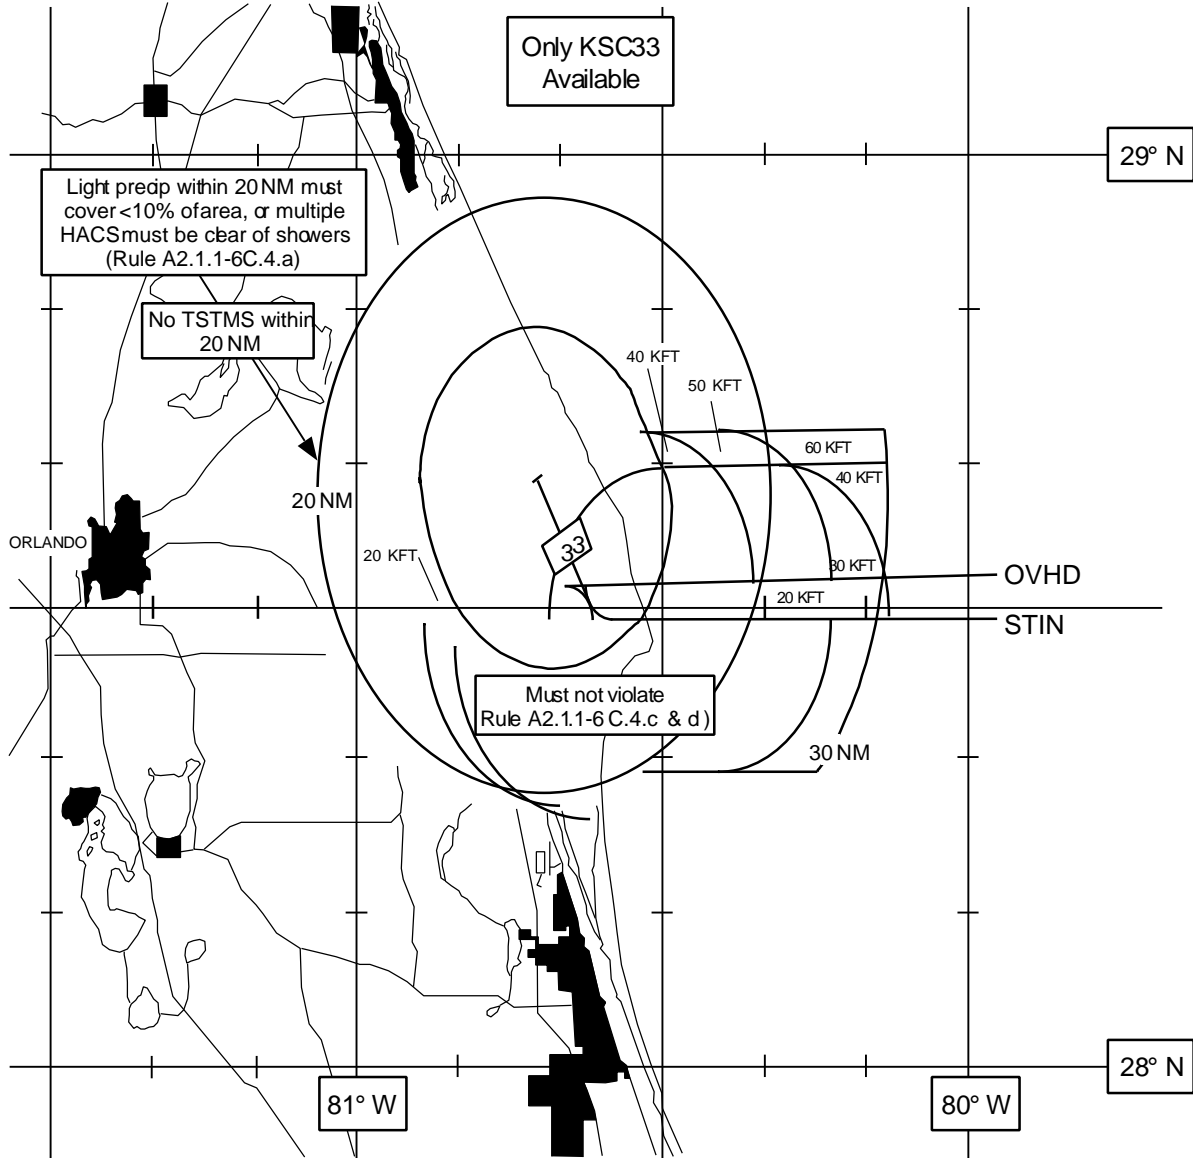 Only KSC33
Available
29° N
Light precip within 20 NM must
cover <10% of area, or multiple
HACS must be clear of showers
(Rule A2.1.1-6C.4.a)
No TSTMS within
20 NM
40 KFT
50 KFT
60 KFT
40 KFT
20 NM
ORLANDO
20 KFT
33
30 KFT
OVHD
20 KFT
STIN
Must not violate
Rule A2.1.1-6 C.4.c & d)
30 NM
28° N
81° W
80° W